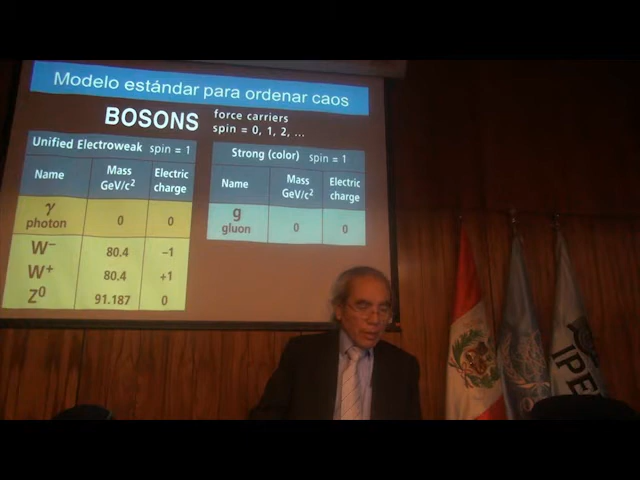 Modelo estándar para ordenar caos
BOSONS
force carriers
spin = 0, 1, 2, ...
Unified Electroweak spin = 1
Name
Mass
GeV/c²
Electric
charge
γ
photon
0
0
W⁻
80.4
−1
W⁺
80.4
+1
Z⁰
91.187
0
Strong (color) spin = 1
Name
Mass
GeV/c²
Electric
charge
g
gluon
0
0